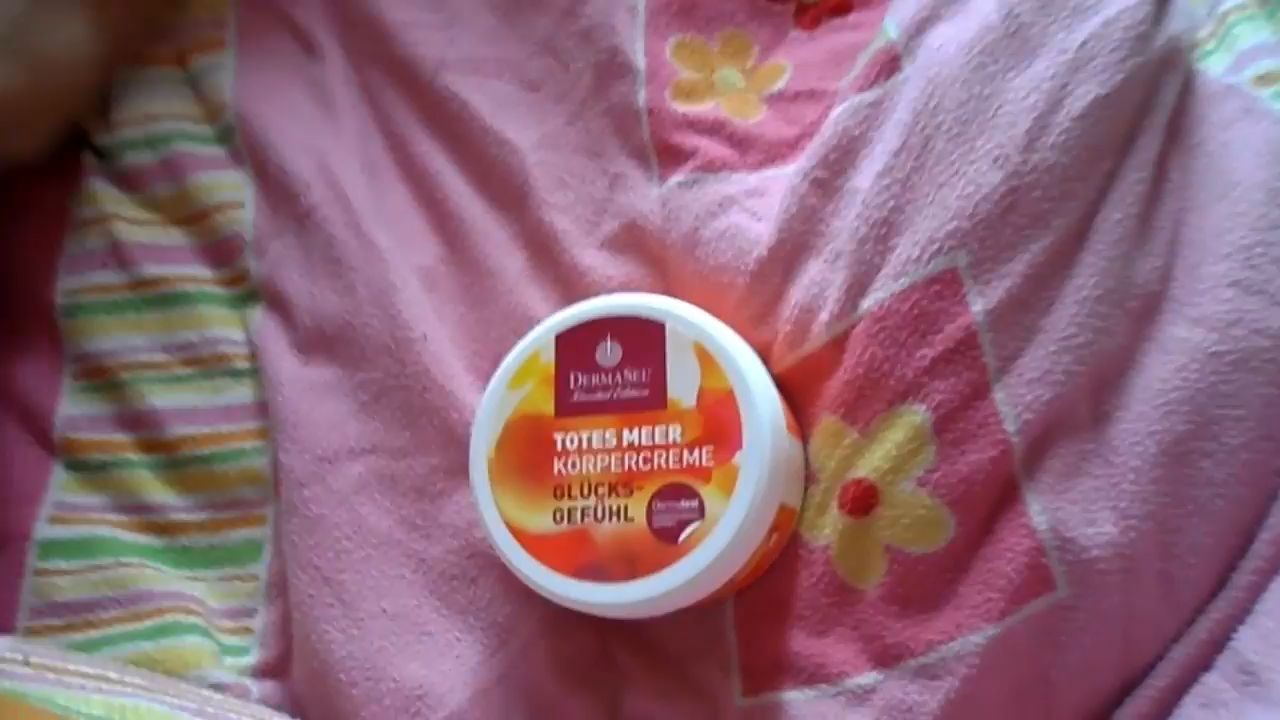 DERMASEL
Limited Edition
TOTES MEER
KÖRPERCREME
GLÜCKS-
GEFÜHL